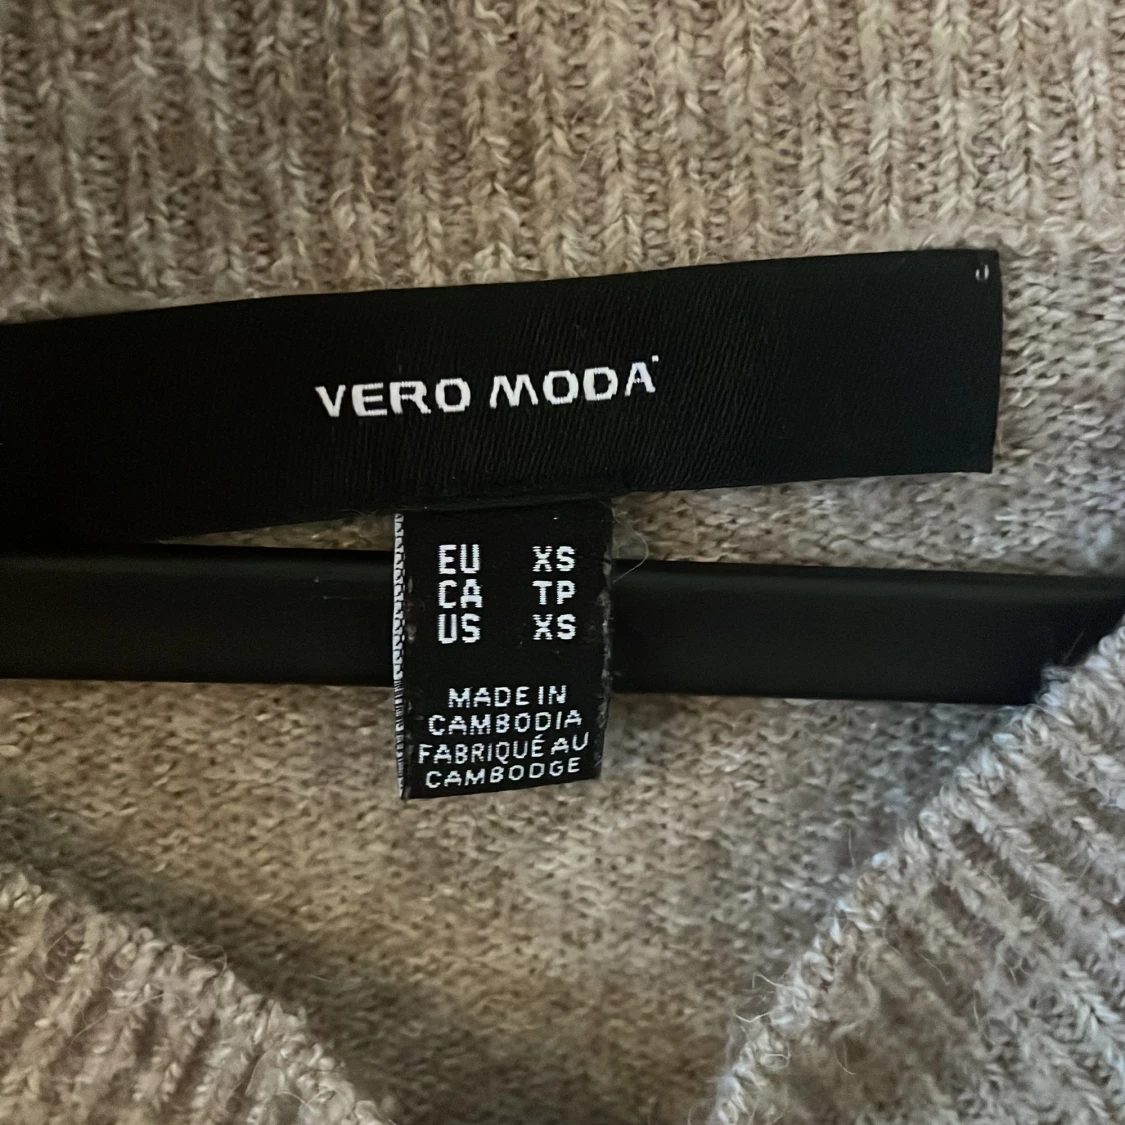 VERO MODA
EU XS
CA TP
US XS
MADE IN
CAMBODIA
FABRIQUÉ AU
CAMBODGE